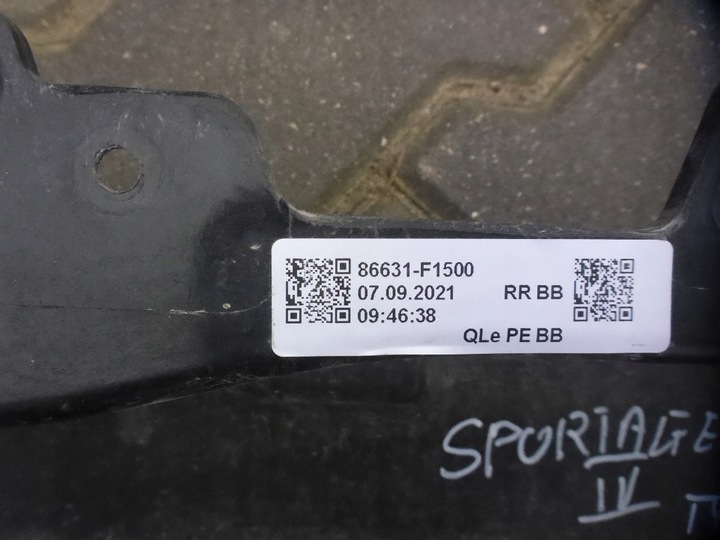 86631-F1500
07.09.2021 RR BB
09:46:38
QLe PE BB
SPORTAGE
IV